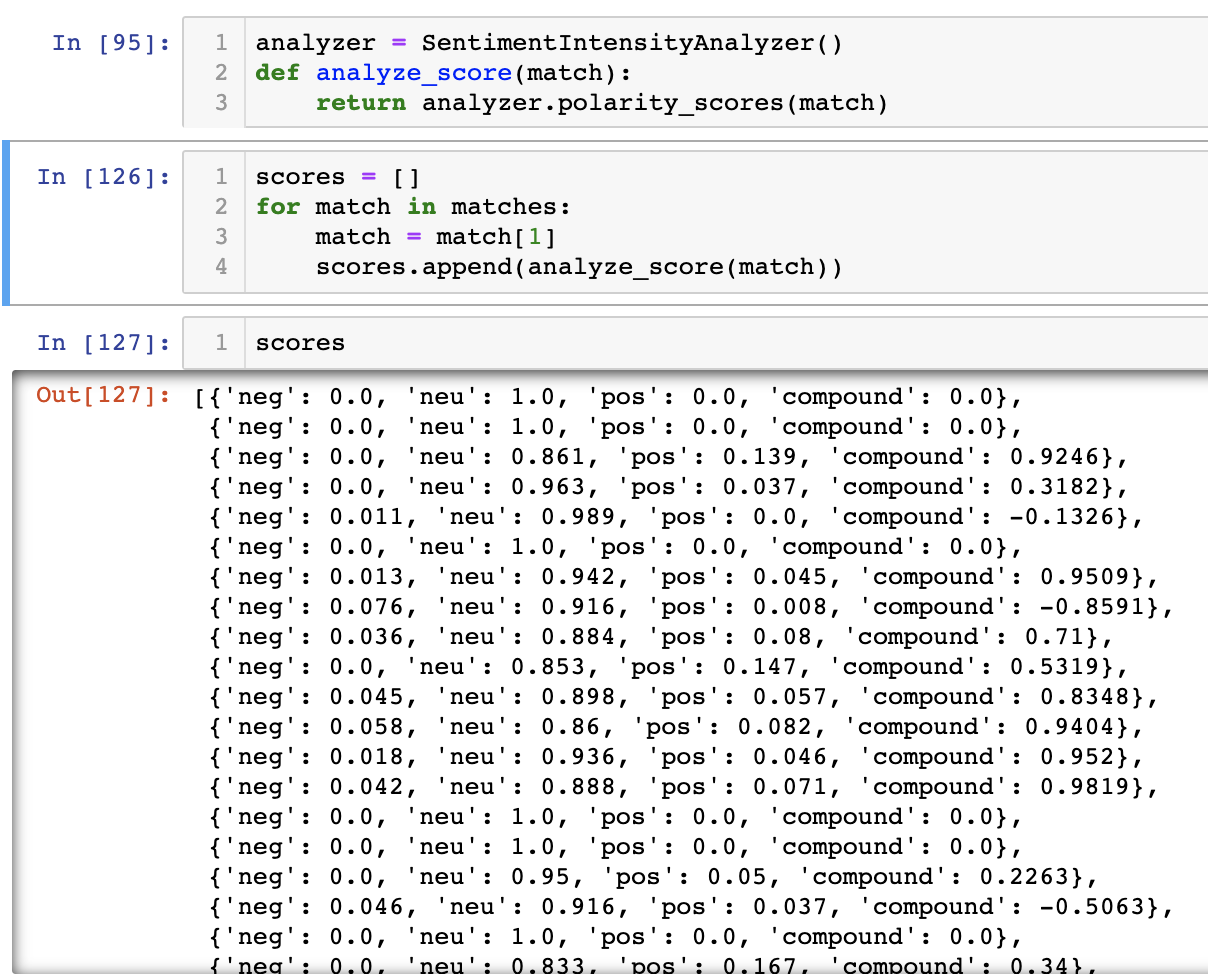 In [95]:
1 analyzer = SentimentIntensityAnalyzer()
2 def analyze_score(match):
3     return analyzer.polarity_scores(match)
In [126]:
1 scores = []
2 for match in matches:
3     match = match[1]
4     scores.append(analyze_score(match))
In [127]:
1 scores
Out[127]:
[{'neg': 0.0, 'neu': 1.0, 'pos': 0.0, 'compound': 0.0},
{'neg': 0.0, 'neu': 1.0, 'pos': 0.0, 'compound': 0.0},
{'neg': 0.0, 'neu': 0.861, 'pos': 0.139, 'compound': 0.9246},
{'neg': 0.0, 'neu': 0.963, 'pos': 0.037, 'compound': 0.3182},
{'neg': 0.011, 'neu': 0.989, 'pos': 0.0, 'compound': -0.1326},
{'neg': 0.0, 'neu': 1.0, 'pos': 0.0, 'compound': 0.0},
{'neg': 0.013, 'neu': 0.942, 'pos': 0.045, 'compound': 0.9509},
{'neg': 0.076, 'neu': 0.916, 'pos': 0.008, 'compound': -0.8591},
{'neg': 0.036, 'neu': 0.884, 'pos': 0.08, 'compound': 0.71},
{'neg': 0.0, 'neu': 0.853, 'pos': 0.147, 'compound': 0.5319},
{'neg': 0.045, 'neu': 0.898, 'pos': 0.057, 'compound': 0.8348},
{'neg': 0.058, 'neu': 0.86, 'pos': 0.082, 'compound': 0.9404},
{'neg': 0.018, 'neu': 0.936, 'pos': 0.046, 'compound': 0.952},
{'neg': 0.042, 'neu': 0.888, 'pos': 0.071, 'compound': 0.9819},
{'neg': 0.0, 'neu': 1.0, 'pos': 0.0, 'compound': 0.0},
{'neg': 0.0, 'neu': 1.0, 'pos': 0.0, 'compound': 0.0},
{'neg': 0.0, 'neu': 0.95, 'pos': 0.05, 'compound': 0.2263},
{'neg': 0.046, 'neu': 0.916, 'pos': 0.037, 'compound': -0.5063},
{'neg': 0.0, 'neu': 1.0, 'pos': 0.0, 'compound': 0.0},
{'neg': 0.0, 'neu': 0.833, 'pos': 0.167, 'compound': 0.34},